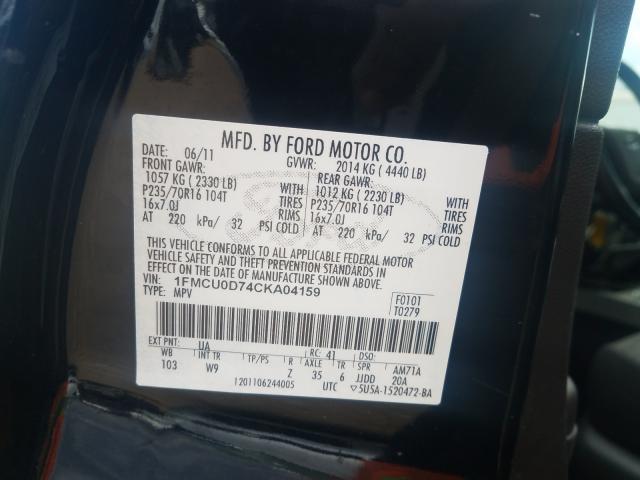 MFD. BY FORD MOTOR CO.
DATE: 06/11 GVWR: 2014 KG ( 4440 LB)
FRONT GAWR: REAR GAWR:
1057 KG ( 2330 LB) WITH 1012 KG ( 2230 LB) WITH
P235/70R16 104T TIRES P235/70R16 104T TIRES
16x7.0J RIMS 16x7.0J RIMS
AT 220 kPa/ 32 PSI COLD AT 220 kPa/ 32 PSI COLD
THIS VEHICLE CONFORMS TO ALL APPLICABLE FEDERAL MOTOR
VEHICLE SAFETY AND THEFT PREVENTION STANDARDS IN
EFFECT ON THE DATE OF MANUFACTURE SHOWN ABOVE.
VIN: 1FMCU0D74CKA04159 F0101
TYPE: MPV T0279
EXT PNT: UA RC: 41 DSO:
WB INT TR TP/PS R AXLE TR SPR AM71A
103 W9 Z 35 6 JJDD 20A
1201106244005 UTC ▽5U5A-1520472-BA